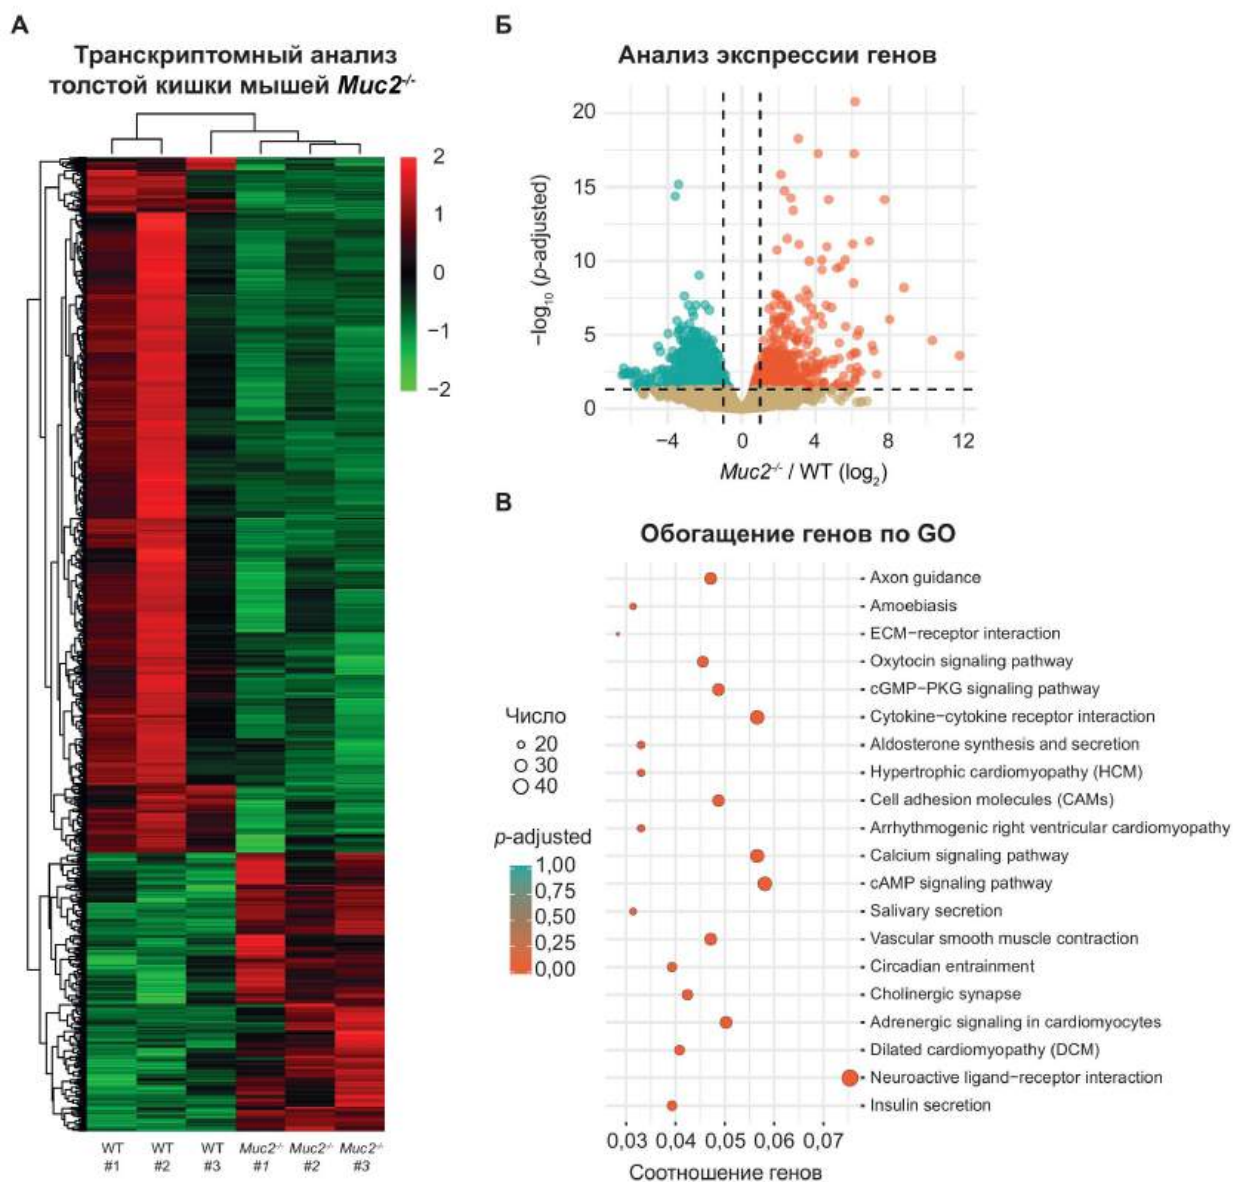 А
Транскриптомный анализ
толстой кишки мышей Muc2-/-
2
1
0
−1
−2
WT
#1
WT
#2
WT
#3
Muc2-/-
#1
Muc2-/-
#2
Muc2-/-
#3
Б
Анализ экспрессии генов
−log10 (p-adjusted)
20
15
10
5
0
−4
0
4
8
12
Muc2-/- / WT (log2)
В
Обогащение генов по GO
Число
20
30
40
p-adjusted
1,00
0,75
0,50
0,25
0,00
Axon guidance
Amoebiasis
ECM−receptor interaction
Oxytocin signaling pathway
cGMP−PKG signaling pathway
Cytokine−cytokine receptor interaction
Aldosterone synthesis and secretion
Hypertrophic cardiomyopathy (HCM)
Cell adhesion molecules (CAMs)
Arrhythmogenic right ventricular cardiomyopathy
Calcium signaling pathway
cAMP signaling pathway
Salivary secretion
Vascular smooth muscle contraction
Circadian entrainment
Cholinergic synapse
Adrenergic signaling in cardiomyocytes
Dilated cardiomyopathy (DCM)
Neuroactive ligand−receptor interaction
Insulin secretion
0,03 0,04 0,05 0,06 0,07
Соотношение генов